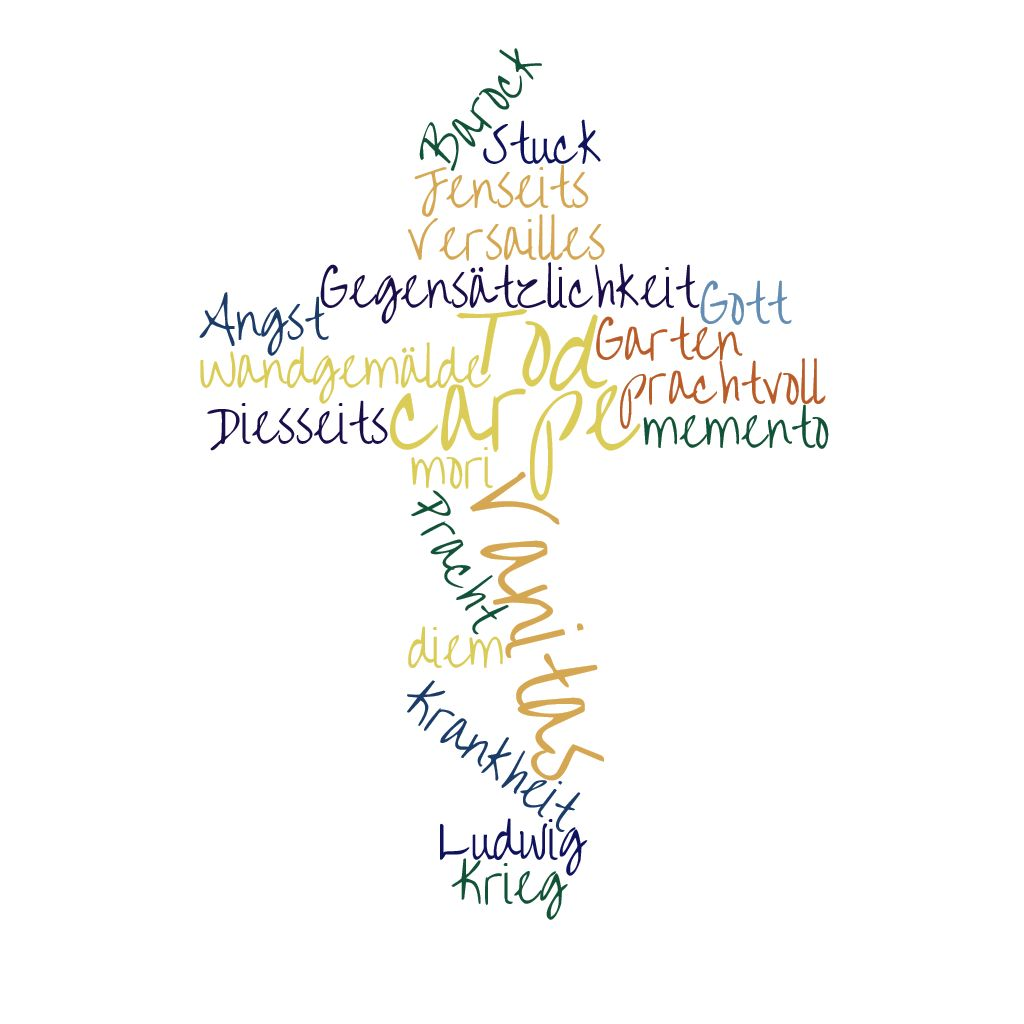 Barock
Stuck
Jenseits
Versailles
Gegensätzlichkeit
Gott
Angst
Tod
Garten
Wandgemälde
prachtvoll
Diesseits
carpe
memento
mori
Vanitas
Pracht
diem
Krankheit
Ludwig
Krieg